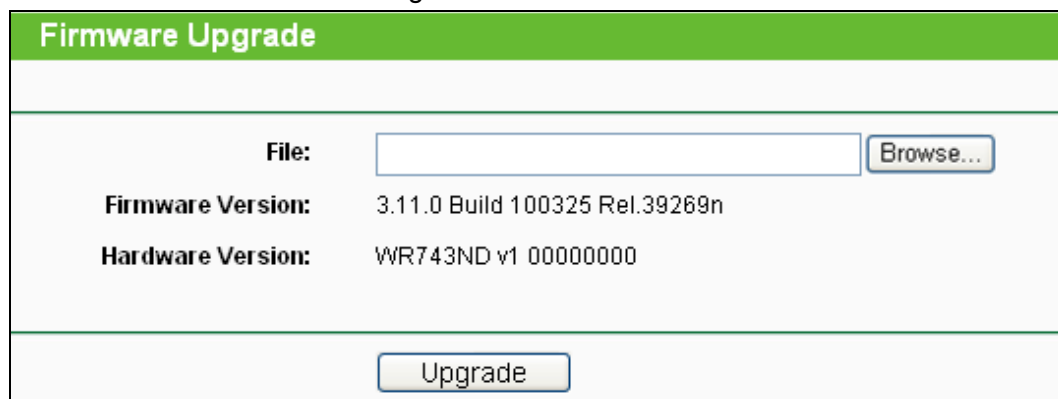 Firmware Upgrade
File: Browse...
Firmware Version: 3.11.0 Build 100325 Rel.39269n
Hardware Version: WR743ND v1 00000000
Upgrade